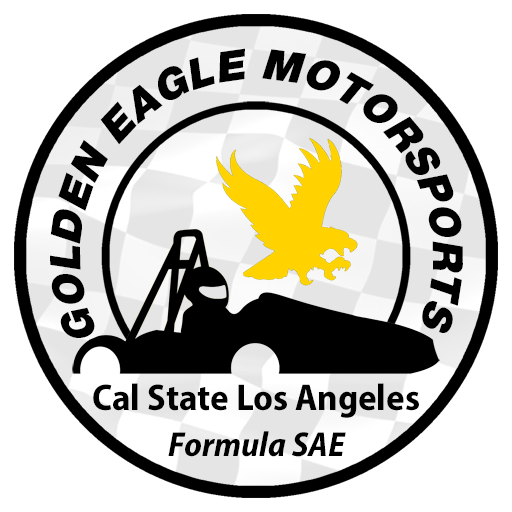 GOLDEN EAGLE MOTORSPORTS
Cal State Los Angeles
Formula SAE